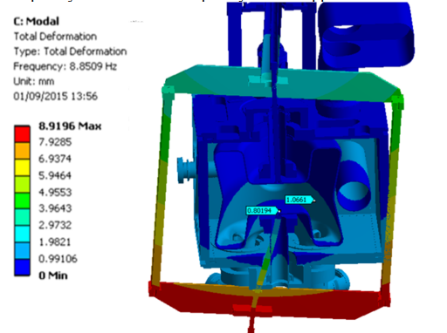 C: Modal
Total Deformation
Type: Total Deformation
Frequency: 8.8509 Hz
Unit: mm
01/09/2015 13:56
8.9196 Max
7.9285
6.9374
5.9464
4.9553
3.9643
2.9732
1.9821
0.99106
0 Min
1.0661
0.80194